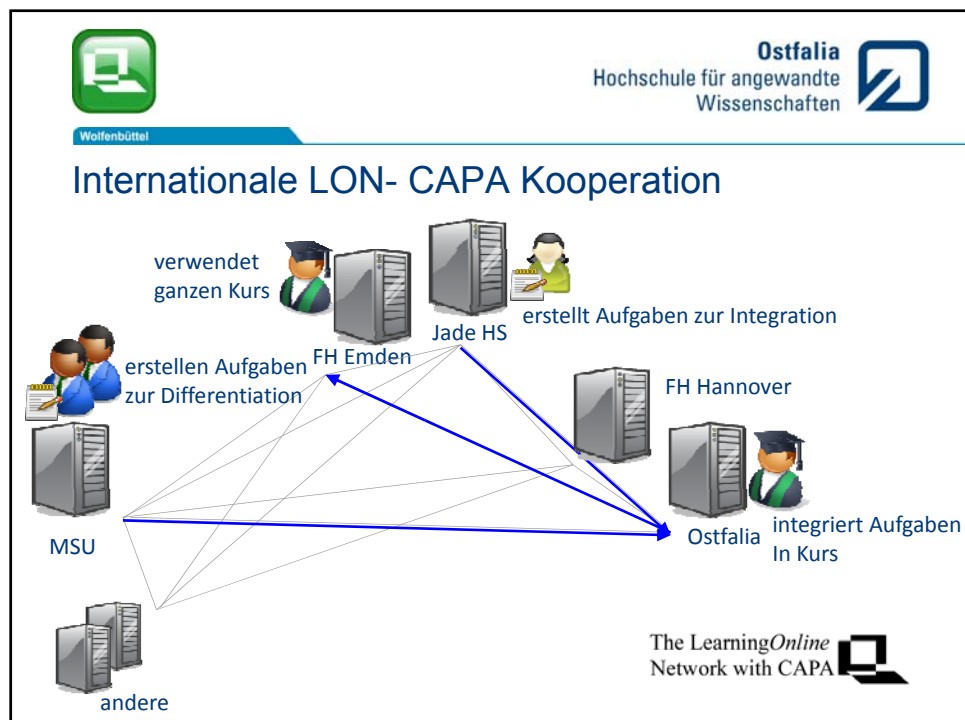 Ostfalia
Hochschule für angewandte
Wissenschaften
Wolfenbüttel
Internationale LON- CAPA Kooperation
verwendet
ganzen Kurs
Jade HS
erstellt Aufgaben zur Integration
FH Emden
erstellen Aufgaben
zur Differentiation
FH Hannover
MSU
Ostfalia
integriert Aufgaben
In Kurs
andere
The LearningOnline
Network with CAPA